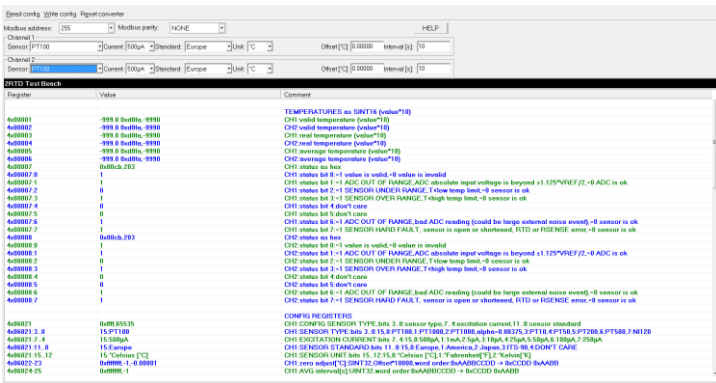 Read config Write config Reset converter
Modbus address: 255 Modbus parity: NONE HELP
Channel 1
Sensor: PT100 Current: 500µA Standard: Europe Unit: °C Offset [°C]: 0.00000 Interval [s]: 10
Channel 2
Sensor: PT100 Current: 500µA Standard: Europe Unit: °C Offset [°C]: 0.00000 Interval [s]: 10
2RTD Test Bench
Register Value Comment
TEMPERATURES as SINT16 (value*10)
4x00001 -999.0 0xd8fa,-9990 CH1:valid temperature (value*10)
4x00002 -999.0 0xd8fa,-9990 CH2:valid temperature (value*10)
4x00003 -999.0 0xd8fa,-9990 CH1:real temperature (value*10)
4x00004 -999.0 0xd8fa,-9990 CH2:real temperature (value*10)
4x00005 -999.0 0xd8fa,-9990 CH1:average temperature (value*10)
4x00006 -999.0 0xd8fa,-9990 CH2:average temperature (value*10)
4x00007 0x00cb,203 CH1:status as hex
4x00007:0 1 CH1:status bit 0:=1 value is valid,=0 value is invalid
4x00007:1 1 CH1:status bit 1:=1 ADC OUT OF RANGE,ADC absolute input voltage is beyond ±1.125*VREF/2,=0 ADC is ok
4x00007:2 0 CH1:status bit 2:=1 SENSOR UNDER RANGE,T<low temp limit,=0 sensor is ok
4x00007:3 1 CH1:status bit 3:=1 SENSOR OVER RANGE,T<high temp limit,=0 sensor is ok
4x00007:4 0 CH1:status bit 4:don't care
4x00007:5 0 CH1:status bit 5:don't care
4x00007:6 1 CH1:status bit 6:=1 ADC OUT OF RANGE,bad ADC reading (could be large external noise event),=0 sensor is ok
4x00007:7 1 CH1:status bit 7:=1 SENSOR HARD FAULT, sensor is open or shortened, RTD or RSENSE error,=0 sensor is ok
4x00008 0x00cb,203 CH2:status as hex
4x00008:0 1 CH2:status bit 0:=1 value is valid,=0 value is invalid
4x00008:1 1 CH2:status bit 1:=1 ADC OUT OF RANGE,ADC absolute input voltage is beyond ±1.125*VREF/2,=0 ADC is ok
4x00008:2 0 CH2:status bit 2:=1 SENSOR UNDER RANGE,T<low temp limit,=0 sensor is ok
4x00008:3 1 CH2:status bit 3:=1 SENSOR OVER RANGE,T<high temp limit,=0 sensor is ok
4x00008:4 0 CH2:status bit 4:don't care
4x00008:5 0 CH2:status bit 5:don't care
4x00008:6 1 CH2:status bit 6:=1 ADC OUT OF RANGE,bad ADC reading (could be large external noise event),=0 sensor is ok
4x00008:7 1 CH2:status bit 7:=1 SENSOR HARD FAULT, sensor is open or shortened, RTD or RSENSE error,=0 sensor is ok
CONFIG REGISTERS
4x06021 0xffff,65535 CH1:CONFIG SENSOR TYPE,bits 3..0:sensor type,7..4:excitation current,11..8:sensor standard
4x06021:3..0 15:PT100 CH1:SENSOR TYPE:bits 3..0:15,0:PT100,1:PT1000,2:PT1000,alpha=0.00375,3:PT10,4:PT50,5:PT200,6:PT500,7:NI120
4x06021:7..4 15:500µA CH1:EXCITATION CURRENT bits 7..4:15,0:500µA,1:1mA,2:5µA,3:10µA,4:25µA,5:50µA,6:100µA,7:250µA
4x06021:11..8 15:Europe CH1:SENSOR STANDARD bits 11..8:15,0:Europe,1:America,2:Japan,3:ITS-90,4:DON'T CARE
4x06021:15..12 15:°Celsius [°C] CH1:SENSOR UNIT bits 15..12:15,0:°Celsius [°C],1:°Fahrenheit[°F],2:°Kelvin[°K]
4x06022-23 0xffffffff,-1,-0.00001 CH1:zero adjust[°C]:SINT32,Offset*10000,word order:0xAABBCCDD -> 0xCCDD 0xAABB
4x06024-25 0xffffffff,-1 CH1:AVG interval[s]:UINT32,word order:0xAABBCCDD -> 0xCCDD 0xAABB